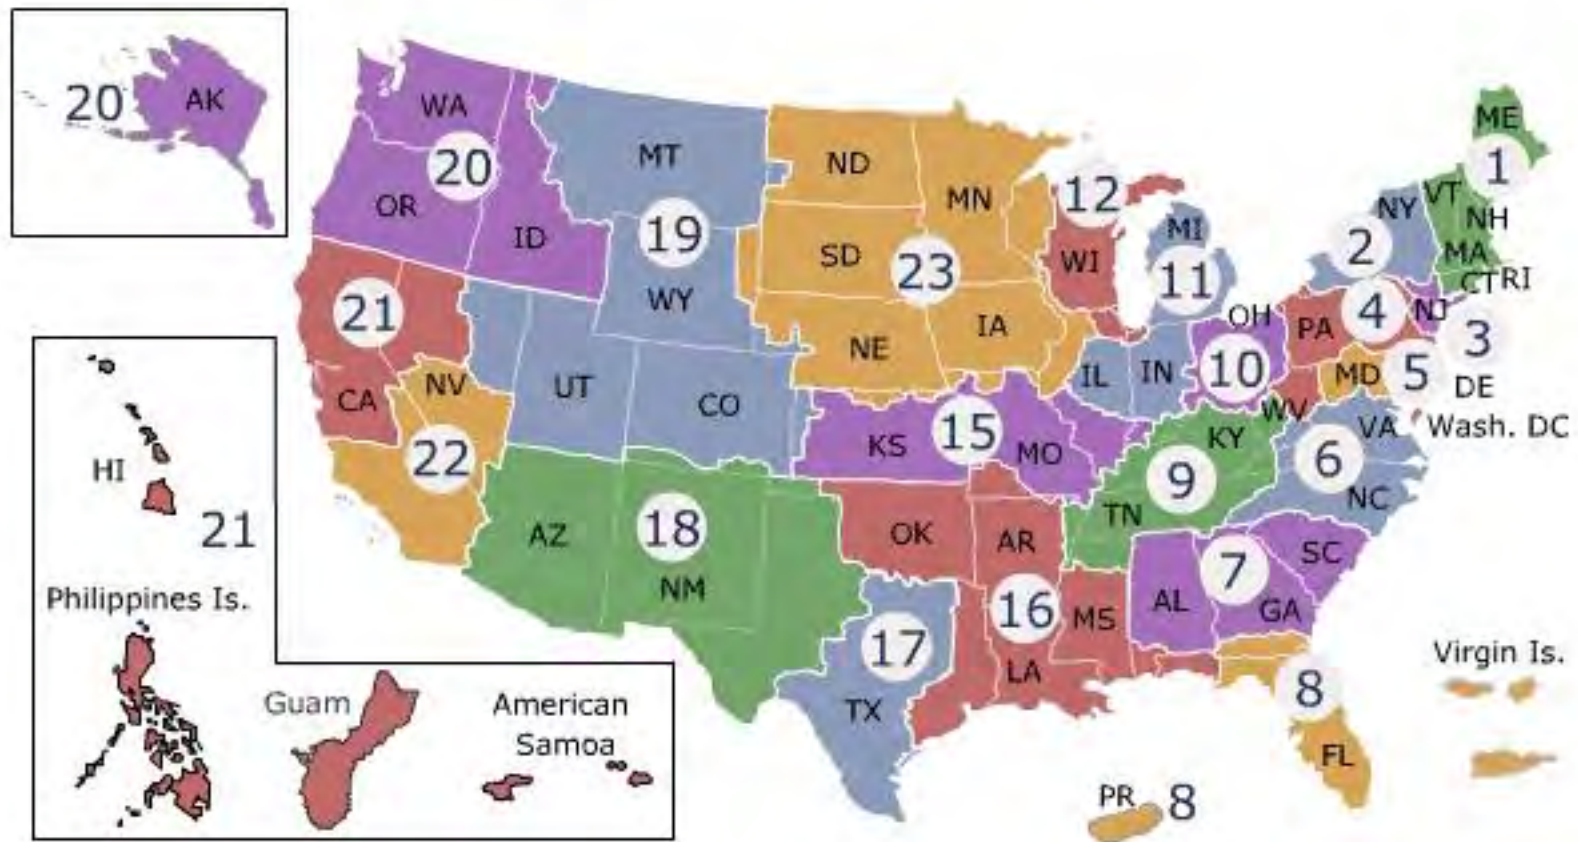 20
AK
WA
20
OR
ID
MT
19
WY
ND
MN
SD
23
NE
IA
12
WI
MI
11
ME
1
VT
NH
NY
2
MA
CT
RI
21
CA
NV
22
UT
CO
KS
15
MO
IL
IN
OH
10
PA
4
NJ
3
MD
5
DE
WV
Wash. DC
VA
6
NC
KY
9
TN
AZ
18
NM
OK
AR
16
MS
LA
AL
7
GA
SC
17
TX
8
FL
PR
8
Virgin Is.
HI
21
Philippines Is.
Guam
American
Samoa